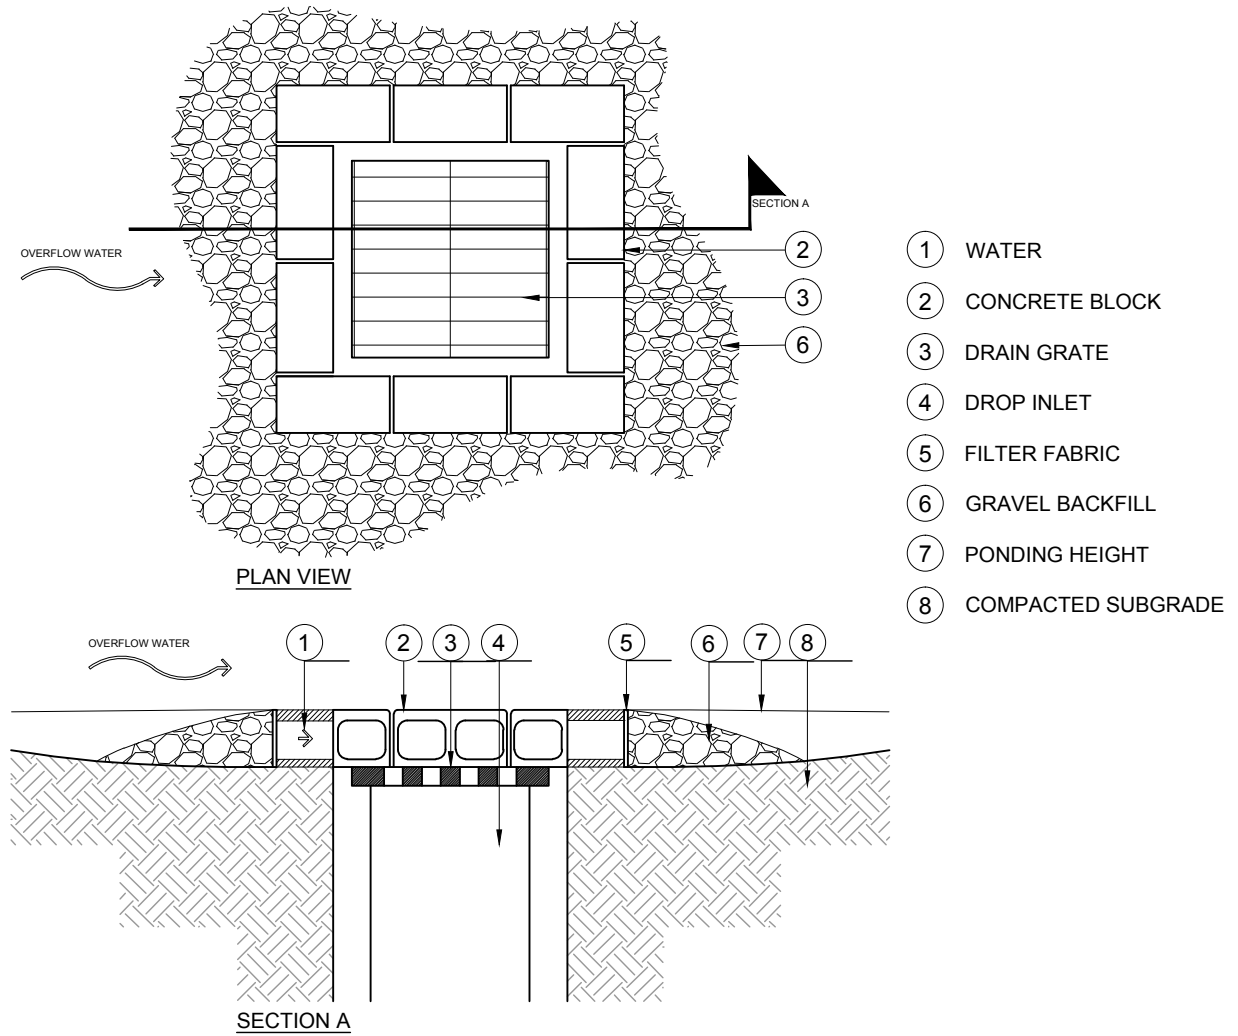 SECTION A
OVERFLOW WATER
2
3
6
PLAN VIEW
1 WATER
2 CONCRETE BLOCK
3 DRAIN GRATE
4 DROP INLET
5 FILTER FABRIC
6 GRAVEL BACKFILL
7 PONDING HEIGHT
8 COMPACTED SUBGRADE
OVERFLOW WATER
1 2 3 4 5 6 7 8
SECTION A